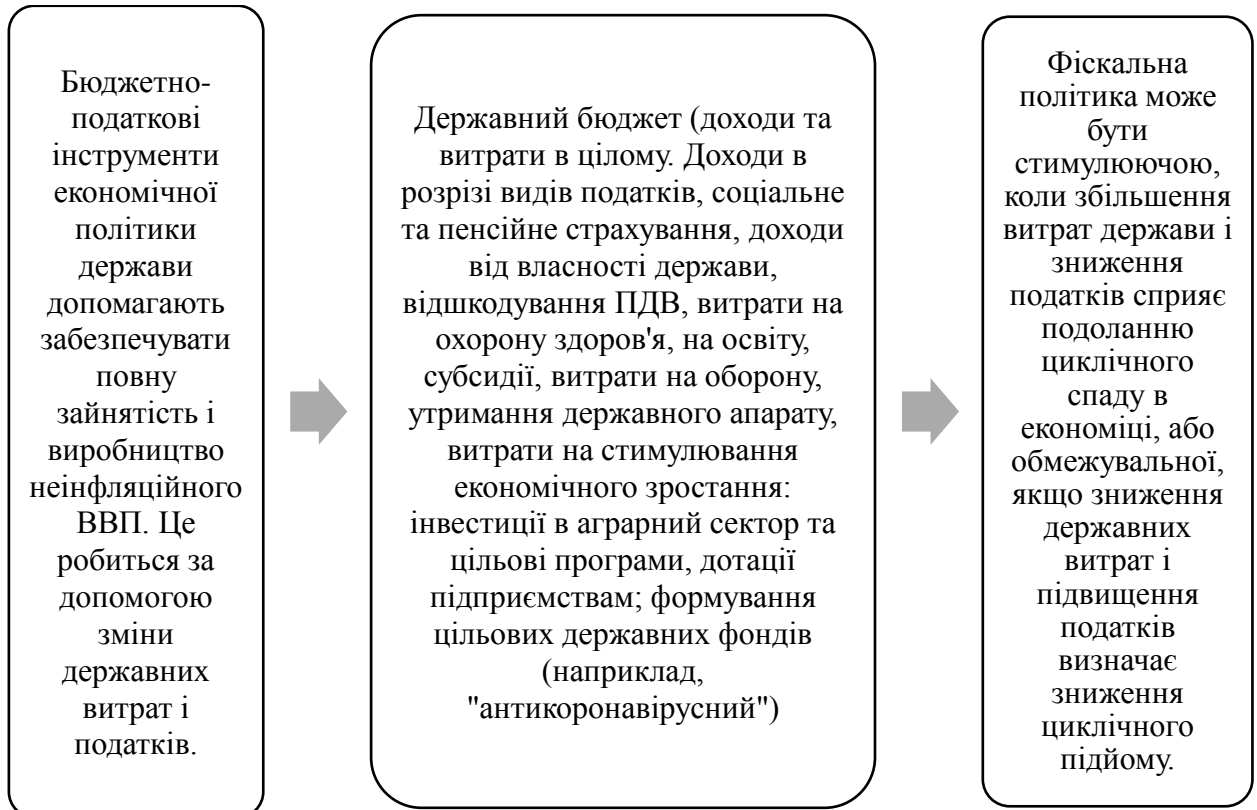 Бюджетно-
податкові
інструменти
економічної
політики
держави
допомагають
забезпечувати
повну
зайнятість і
виробництво
неінфляційного
ВВП. Це
робиться за
допомогою
зміни
державних
витрат і
податків.
Державний бюджет (доходи та
витрати в цілому. Доходи в
розрізі видів податків, соціальне
та пенсійне страхування, доходи
від власності держави,
відшкодування ПДВ, витрати на
охорону здоров'я, на освіту,
субсидії, витрати на оборону,
утримання державного апарату,
витрати на стимулювання
економічного зростання:
інвестиції в аграрний сектор та
цільові програми, дотації
підприємствам; формування
цільових державних фондів
(наприклад,
"антикоронавірусний")
Фіскальна
політика може
бути
стимулюючою,
коли збільшення
витрат держави і
зниження
податків сприяє
подоланню
циклічного
спаду в
економіці, або
обмежувальної,
якщо зниження
державних
витрат і
підвищення
податків
визначає
зниження
циклічного
підйому.